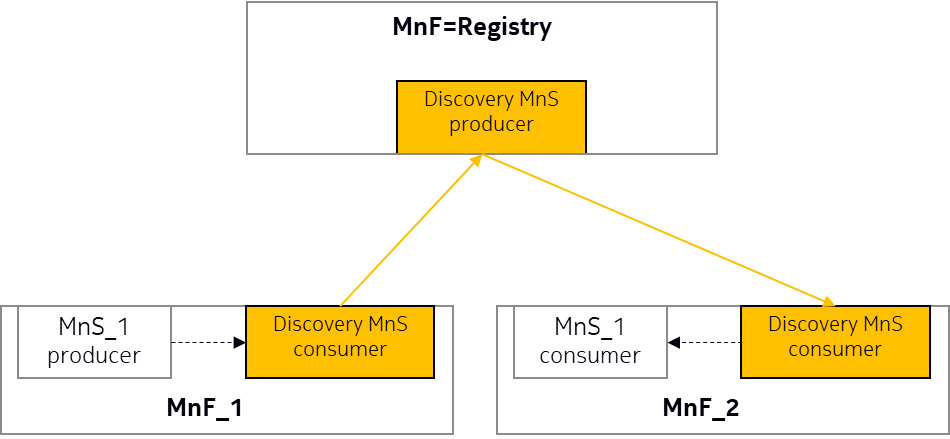 MnF=Registry
Discovery MnS
producer
MnS_1
producer
Discovery MnS
consumer
MnF_1
MnS_1
consumer
Discovery MnS
consumer
MnF_2